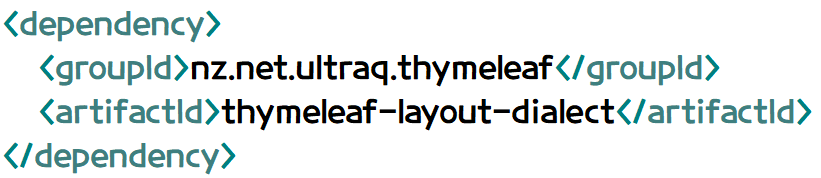 <dependency>
<groupId>nz.net.ultraq.thymeleaf</groupId>
<artifactId>thymeleaf-layout-dialect</artifactId>
</dependency>